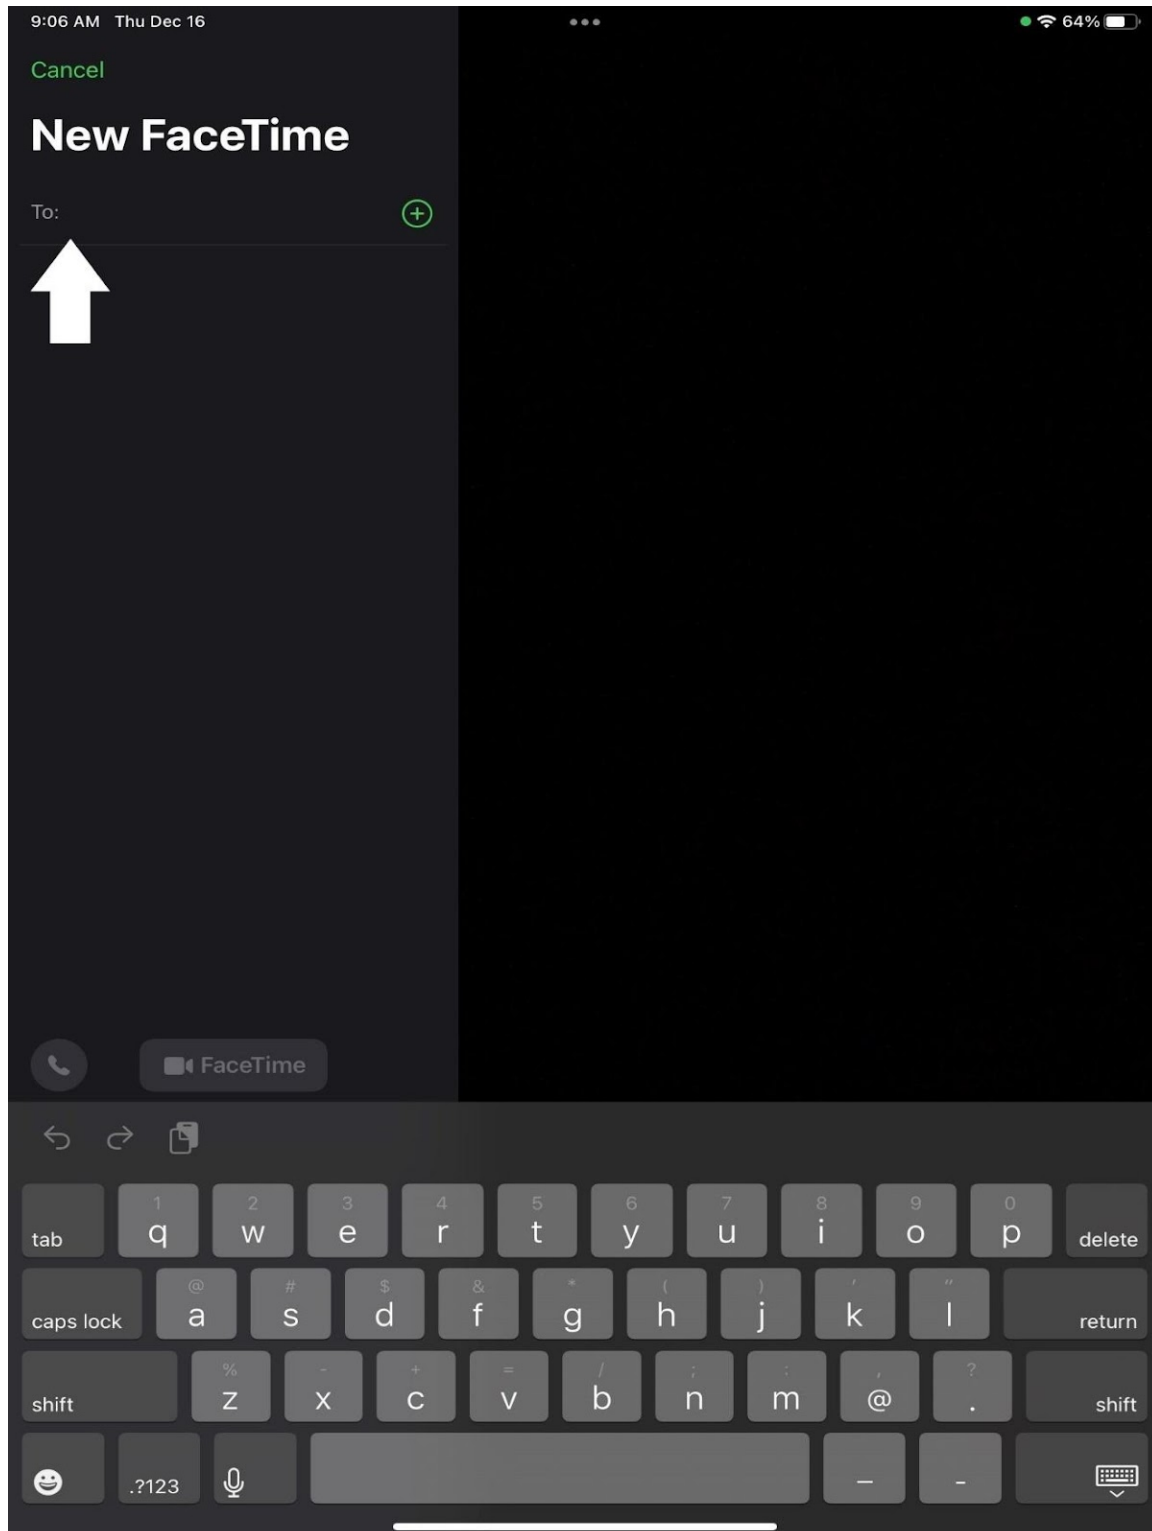 9:06 AM Thu Dec 16 64%
Cancel
New FaceTime
To:
FaceTime
1 2 3 4 5 6 7 8 9 0
tab q w e r t y u i o p delete
@ # $ & * ( ) ' "
caps lock a s d f g h j k l return
% - + = / ; : , ?
shift z x c v b n m @ . shift
.?123 _ -